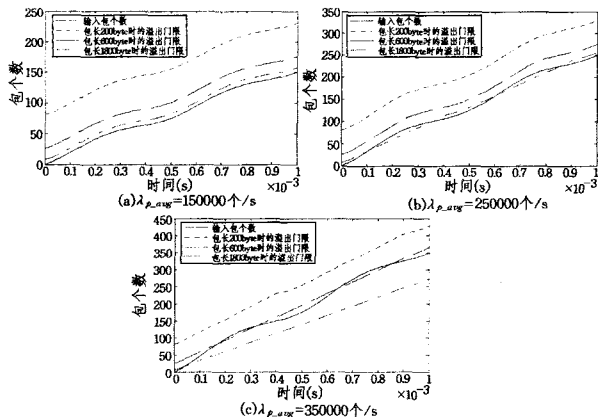 250
200
150
100
50
0
包个数
输入包个数
包长200byte时的溢出门限
包长600byte时的溢出门限
包长1800byte时的溢出门限
0 0.1 0.2 0.3 0.4 0.5 0.6 0.7 0.8 0.9 1
时间(s)
×10⁻³
(a)λp_avg=150000个/s
350
300
250
200
150
100
50
0
包个数
输入包个数
包长200byte时的溢出门限
包长600byte时的溢出门限
包长1800byte时的溢出门限
0 0.1 0.2 0.3 0.4 0.5 0.6 0.7 0.8 0.9 1
时间(s)
×10⁻³
(b)λp_avg=250000个/s
450
400
350
300
250
200
150
100
50
0
包个数
输入包个数
包长200byte时的溢出门限
包长600byte时的溢出门限
包长1800byte时的溢出门限
0 0.1 0.2 0.3 0.4 0.5 0.6 0.7 0.8 0.9 1
时间(s)
×10⁻³
(c)λp_avg=350000个/s